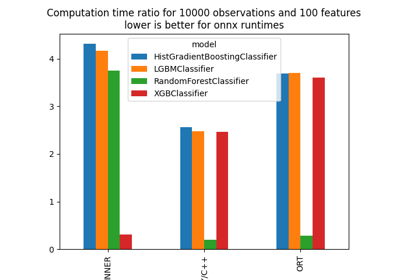 Computation time ratio for 10000 observations and 100 features
lower is better for onnx runtimes
model
HistGradientBoostingClassifier
LGBMClassifier
RandomForestClassifier
XGBClassifier
4
3
2
1
0
INNER
/C++
ORT